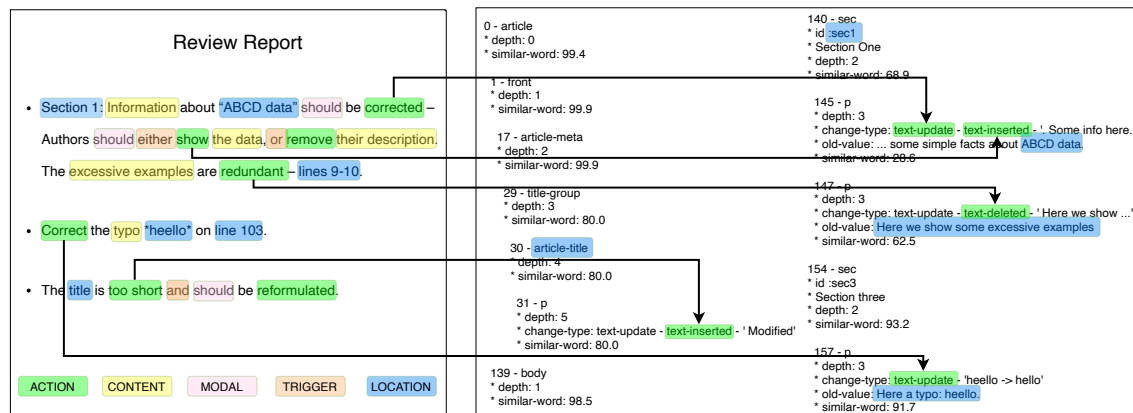 Review Report
• Section 1: Information about “ABCD data” should be corrected –
Authors should either show the data, or remove their description.
The excessive examples are redundant – lines 9-10.
• Correct the typo *heello* on line 103.
• The title is too short and should be reformulated.
ACTION CONTENT MODAL TRIGGER LOCATION
0 - article
* depth: 0
* similar-word: 99.4
1 - front
* depth: 1
* similar-word: 99.9
17 - article-meta
* depth: 2
* similar-word: 99.9
29 - title-group
* depth: 3
* similar-word: 80.0
30 - article-title
* depth: 4
* similar-word: 80.0
31 - p
* depth: 5
* change-type: text-update - text-inserted - ' Modified'
* similar-word: 80.0
139 - body
* depth: 1
* similar-word: 98.5
140 - sec
* id :sec1
* Section One
* depth: 2
* similar-word: 68.9
145 - p
* depth: 3
* change-type: text-update - text-inserted - '. Some info here.
* old-value: ... some simple facts about ABCD data.
* similar-word: 28.6
147 - p
* depth: 3
* change-type: text-update - text-deleted - ' Here we show ...'
* old-value: Here we show some excessive examples
* similar-word: 62.5
154 - sec
* id :sec3
* Section three
* depth: 2
* similar-word: 93.2
157 - p
* depth: 3
* change-type: text-update - 'heello -> hello'
* old-value: Here a typo: heello.
* similar-word: 91.7